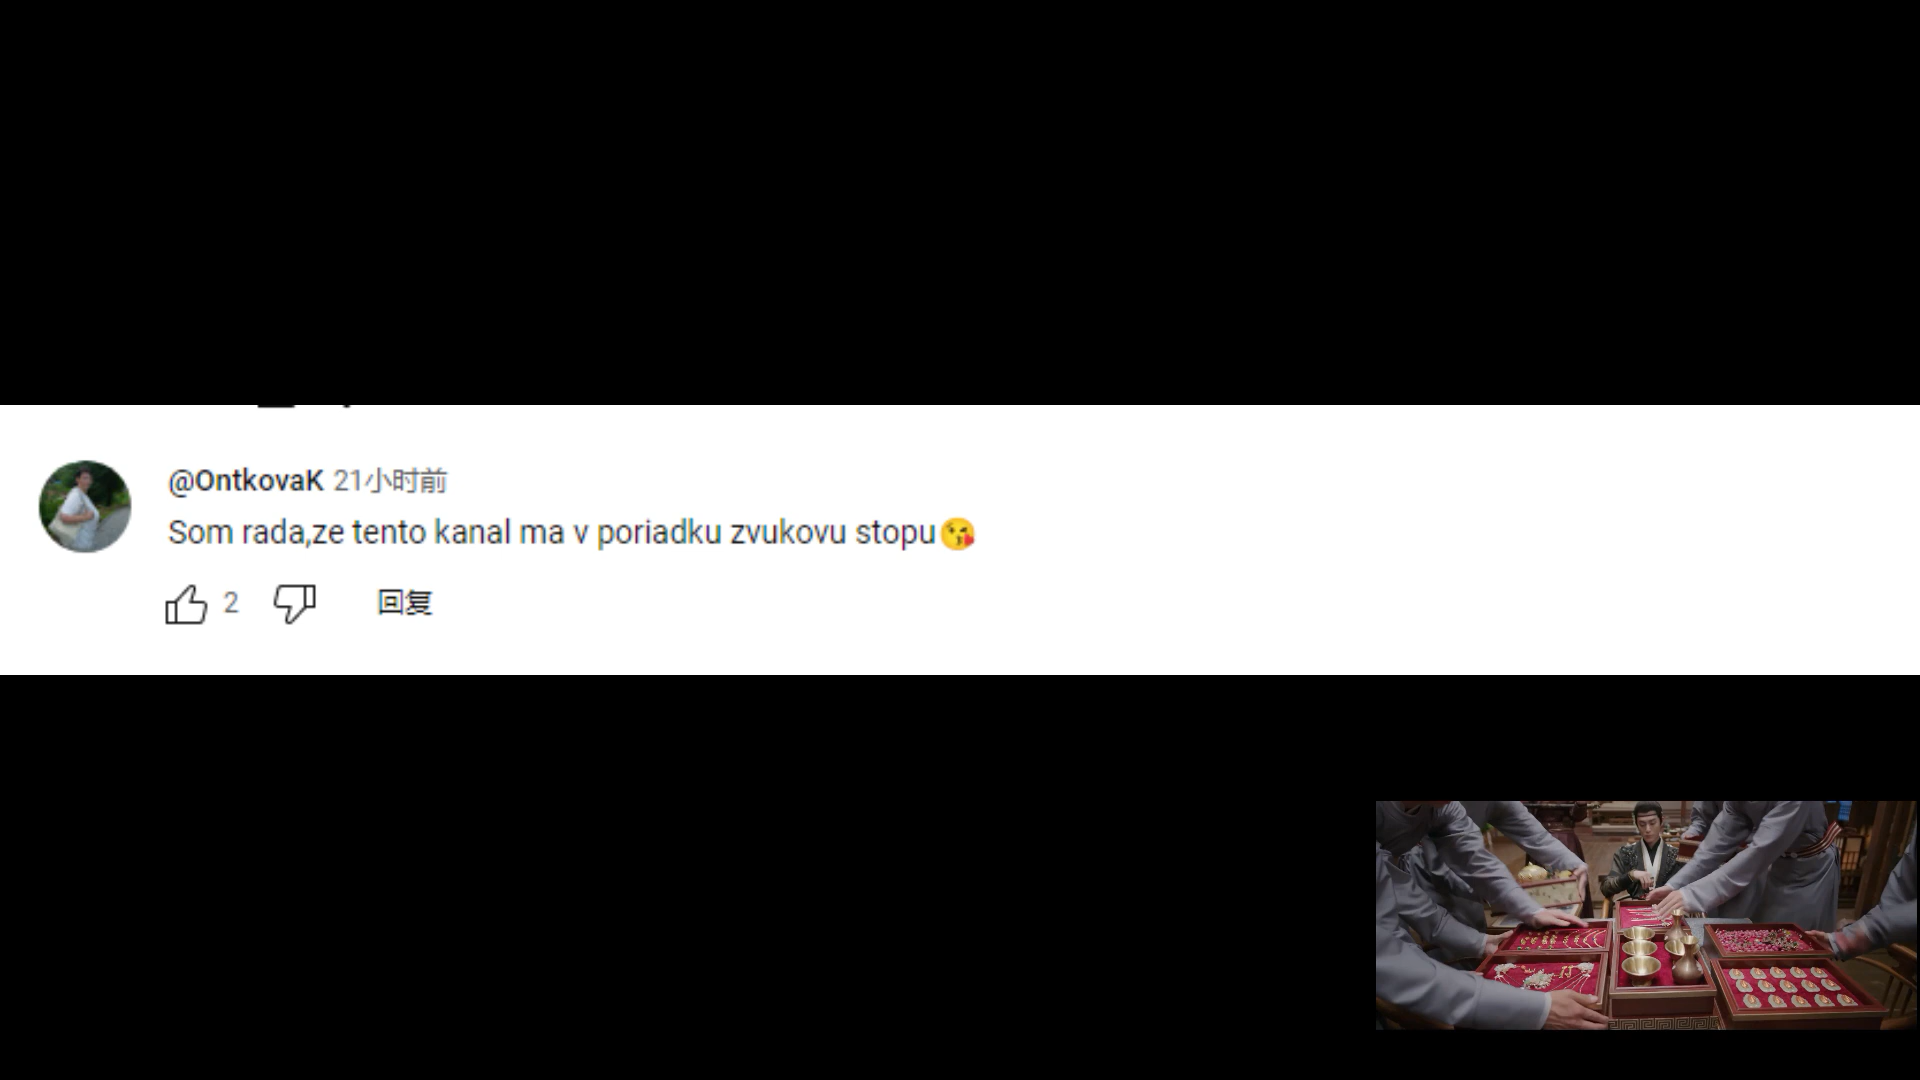 @OntkovaK 21小时前
Som rada,ze tento kanal ma v poriadku zvukovu stopu😘
2 回复